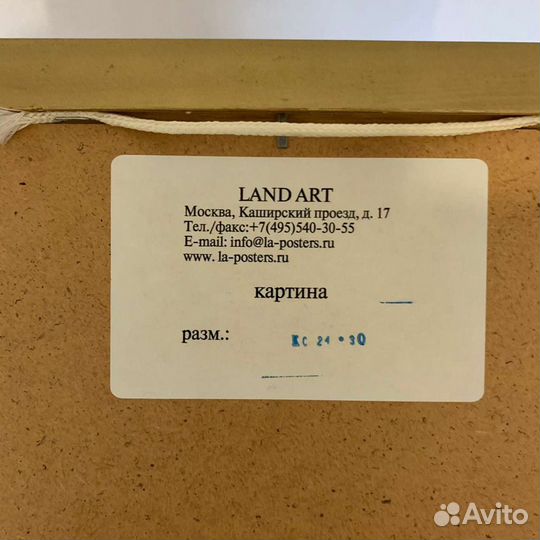 LAND ART
Москва, Каширский проезд, д. 17
Тел./факс:+7(495)540-30-55
E-mail: info@la-posters.ru
www. la-posters.ru
картина
разм.: КС 24 * 30
Avito